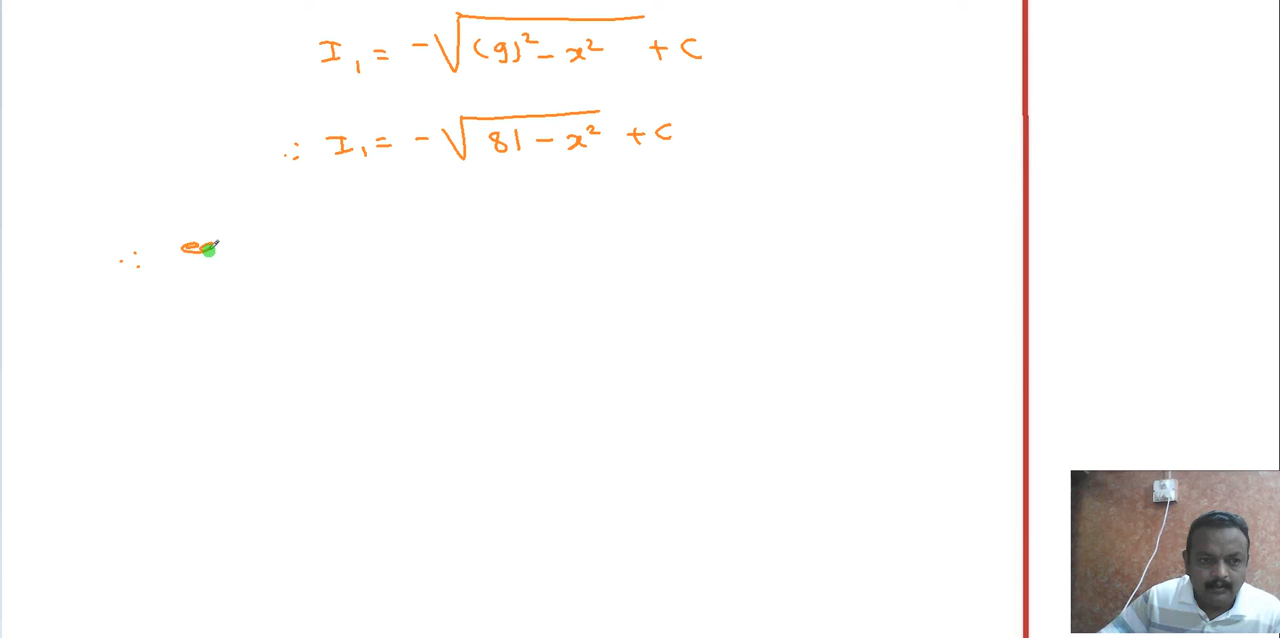 I₁ = -√((9)² - x²) + C
∴ I₁ = -√(81 - x²) + C
∴